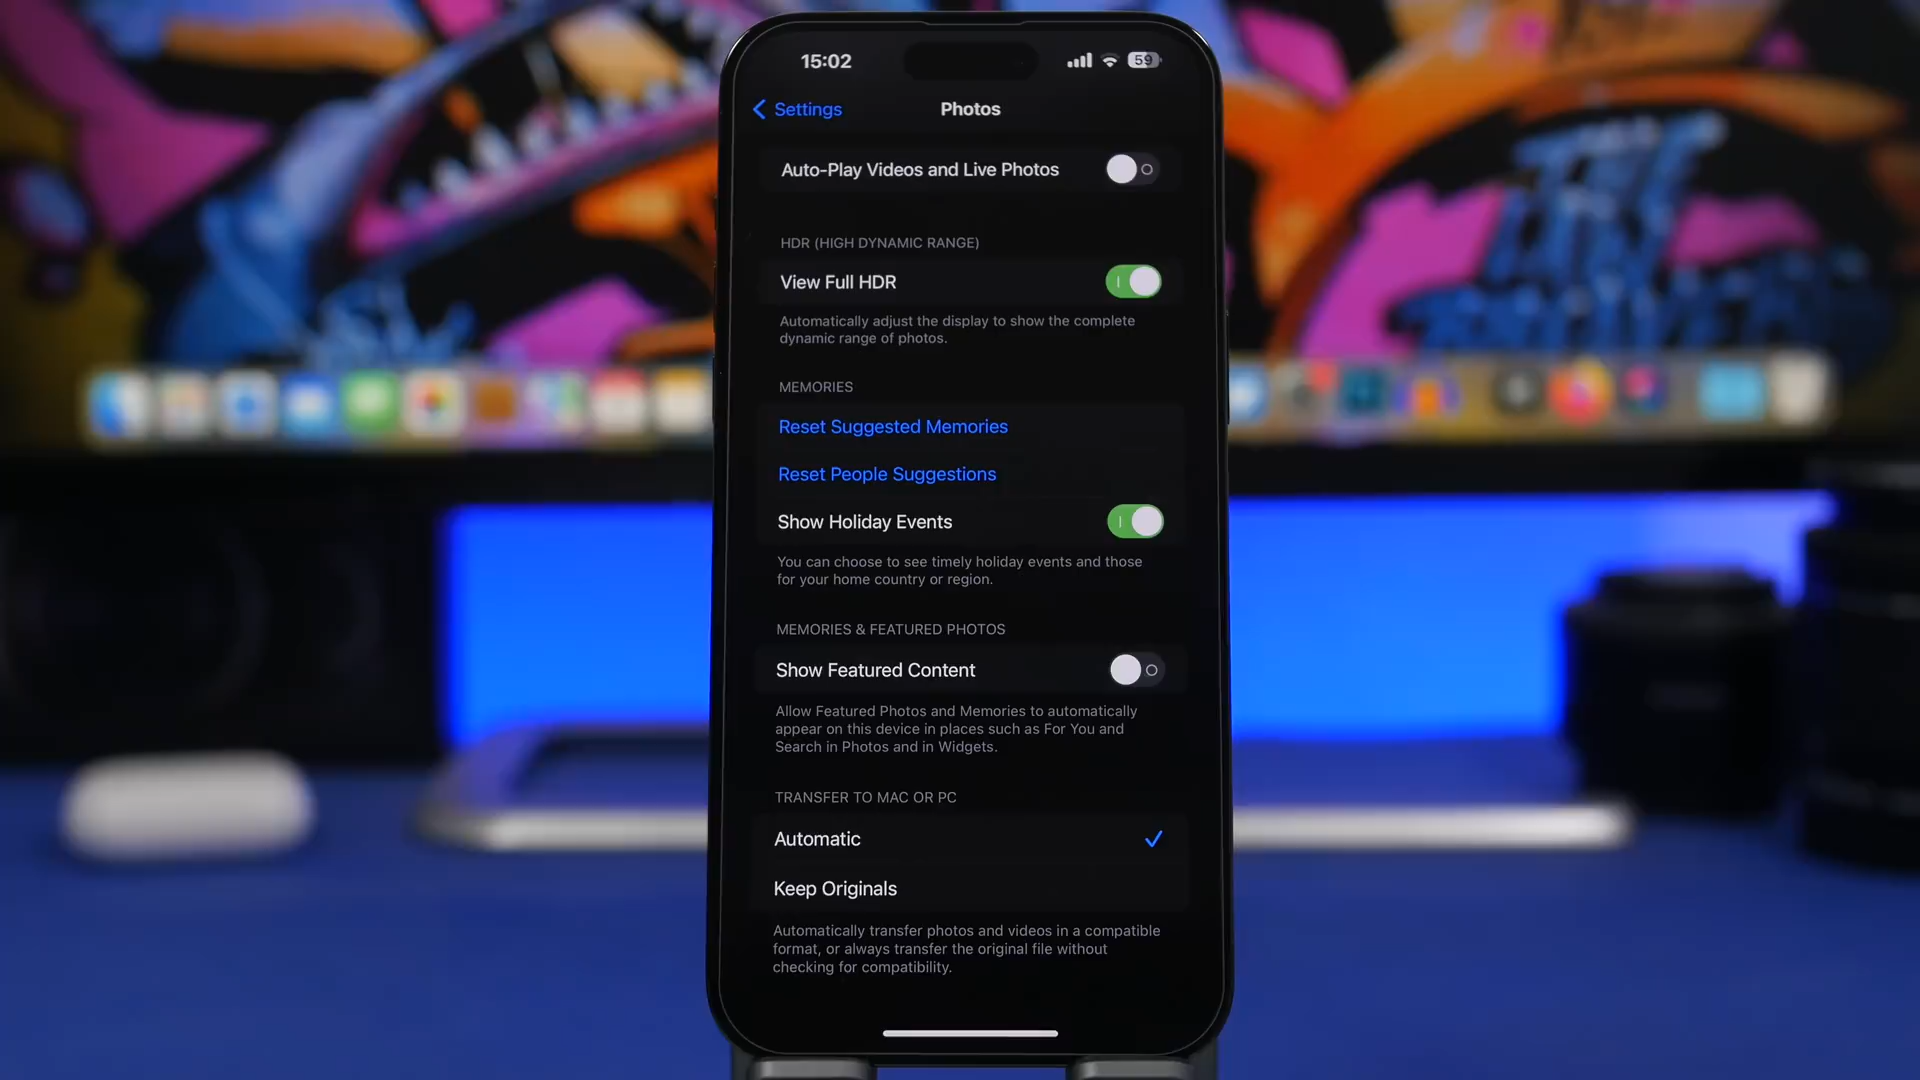 15:02
59
Settings
Photos
Auto-Play Videos and Live Photos
HDR (HIGH DYNAMIC RANGE)
View Full HDR
Automatically adjust the display to show the complete
dynamic range of photos.
MEMORIES
Reset Suggested Memories
Reset People Suggestions
Show Holiday Events
You can choose to see timely holiday events and those
for your home country or region.
MEMORIES & FEATURED PHOTOS
Show Featured Content
Allow Featured Photos and Memories to automatically
appear on this device in places such as For You and
Search in Photos and in Widgets.
TRANSFER TO MAC OR PC
Automatic
Keep Originals
Automatically transfer photos and videos in a compatible
format, or always transfer the original file without
checking for compatibility.